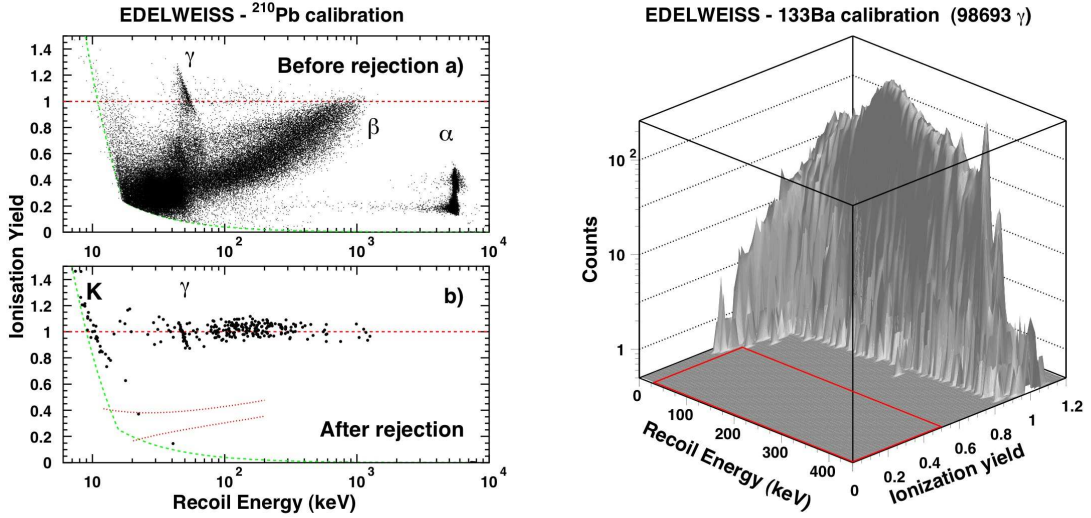 EDELWEISS - ²¹⁰Pb calibration
Before rejection a)
γ
β
α
1.4
1.2
1
0.8
0.6
0.4
0.2
0
10
10²
10³
10⁴
Ionisation Yield
b)
K
γ
After rejection
1.4
1.2
1
0.8
0.6
0.4
0.2
0
10
10²
10³
10⁴
Recoil Energy (keV)
EDELWEISS - 133Ba calibration (98693 γ)
10²
10
1
Counts
0
100
200
300
400
Recoil Energy (keV)
0
0.2
0.4
0.6
0.8
1
1.2
Ionization yield